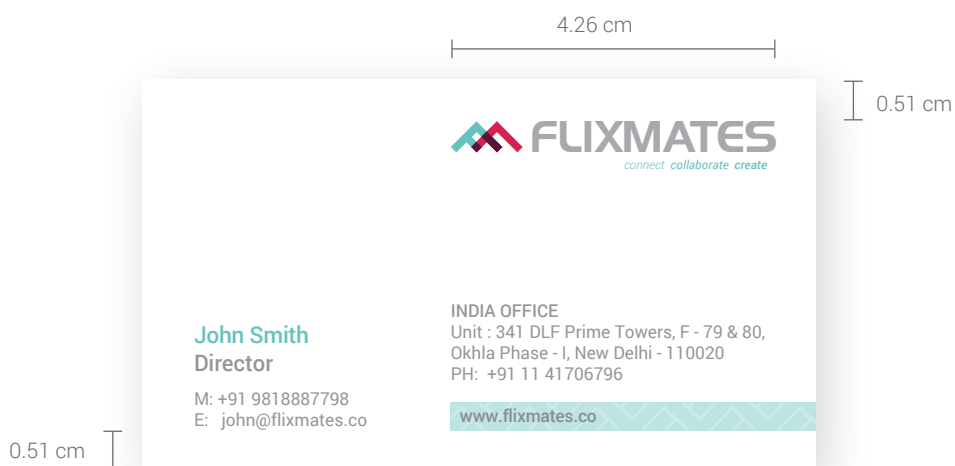 4.26 cm
0.51 cm
FLIXMATES
connect collaborate create
INDIA OFFICE
Unit : 341 DLF Prime Towers, F - 79 & 80,
Okhla Phase - I, New Delhi - 110020
PH: +91 11 41706796
www.flixmates.co
John Smith
Director
M: +91 9818887798
E: john@flixmates.co
0.51 cm